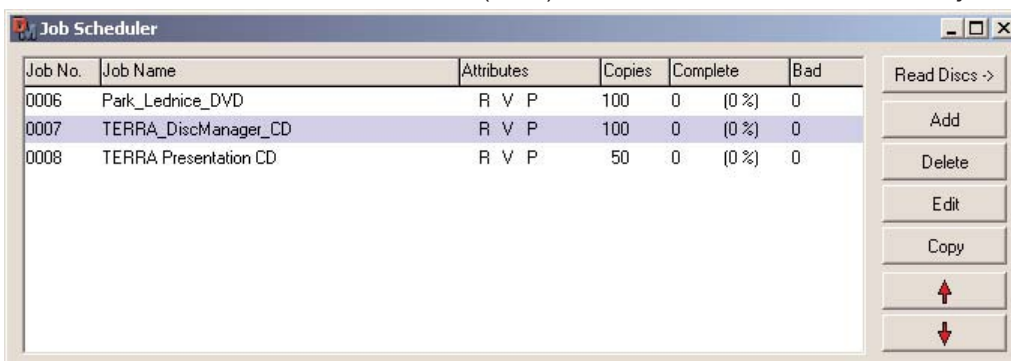 Job Scheduler
Job No. Job Name Attributes Copies Complete Bad
0006 Park_Lednice_DVD R V P 100 0 (0 %) 0
0007 TERRA_DiscManager_CD R V P 100 0 (0 %) 0
0008 TERRA Presentation CD R V P 50 0 (0 %) 0
Read Discs ->
Add
Delete
Edit
Copy